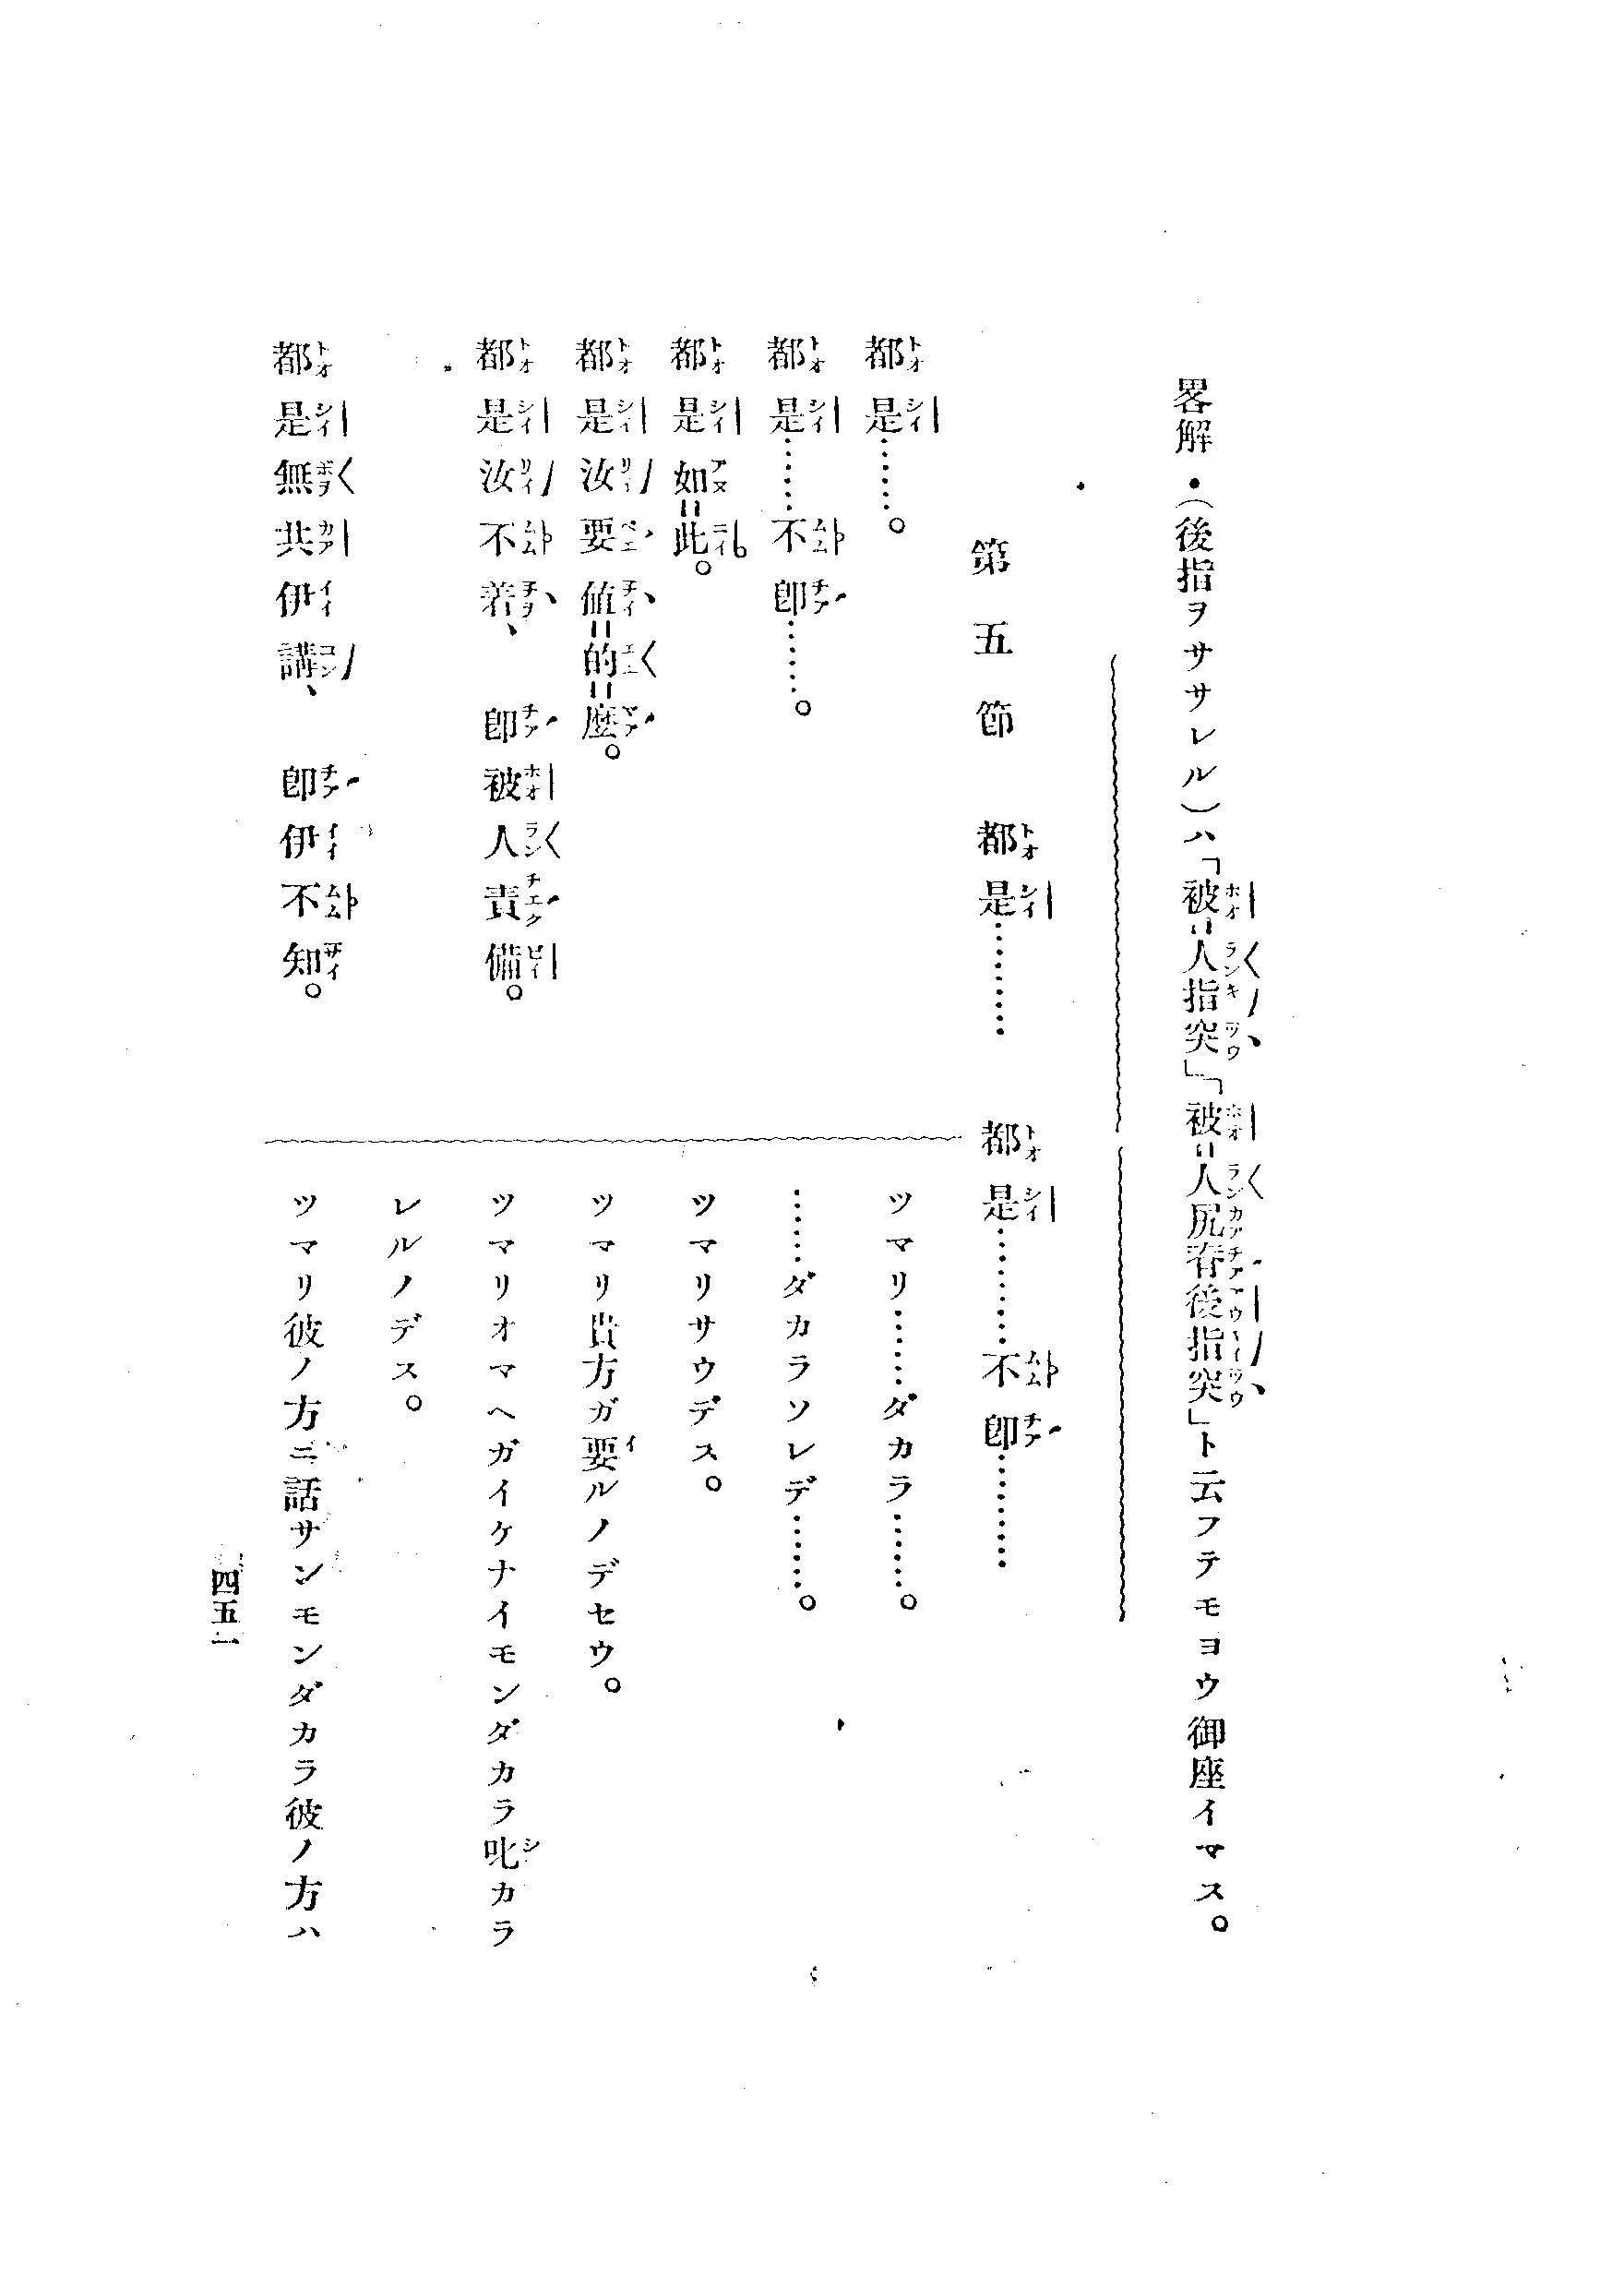 畧解・(後指ヲササレル)ハ「被=人指突」「被=人尻脊後指突」ト云フテモヨウ御座イマス。
第五節 都是……… 都是………不卽………
都是……。 ツマリ……ダカラ……。
都是……不卽……。 ……ダカラソレデ……。
都是如=此。 ツマリサウデス。
都是汝要値=的=麼。 ツマリ貴方ガ要ルノデセウ。
都是汝不着、卽被人責備。 ツマリオマヘガイケナイモンダカラ叱カラ
レルノデス。
都是無共伊講、卽伊不知。 ツマリ彼ノ方ニ話サンモンダカラ彼ノ方ハ
四五一